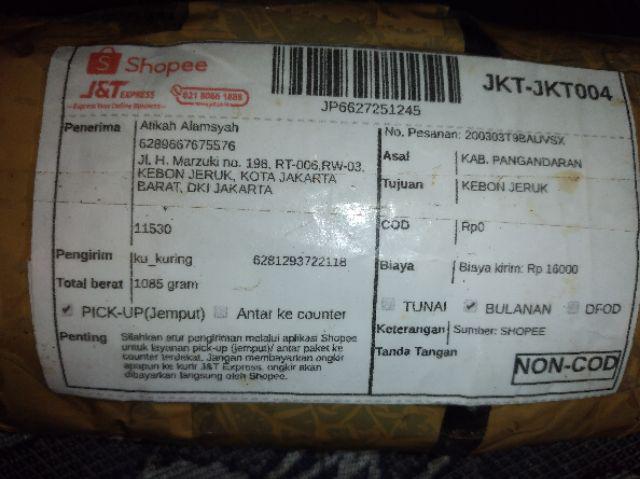 Shopee
J&T EXPRESS
Express Your Online Business
021 8066 1888
JP6627251245
JKT-JKT004
Penerima
Atikah Alamsyah
6289667675576
Jl. H. Marzuki no. 198, RT-006,RW-03,
KEBON JERUK, KOTA JAKARTA
BARAT, DKI JAKARTA
11530
Pengirim ku_kuring 6281293722118
Total berat 1085 gram
PICK-UP(Jemput) Antar ke counter
Penting
Silahkan atur pengiriman melalui aplikasi Shopee
untuk layanan pick-up (jemput)/ antar paket ke
counter terdekat. Jangan membayarkan ongkir
apapun ke kurir J&T Express, ongkir akan
dibayarkan langsung oleh Shopee.
No. Pesanan: 200303T9BAUVSX
Asal KAB. PANGANDARAN
Tujuan KEBON JERUK
COD Rp0
Biaya Biaya kirim: Rp 16000
TUNAI BULANAN DFOD
Keterangan Sumber: SHOPEE
Tanda Tangan
NON-COD